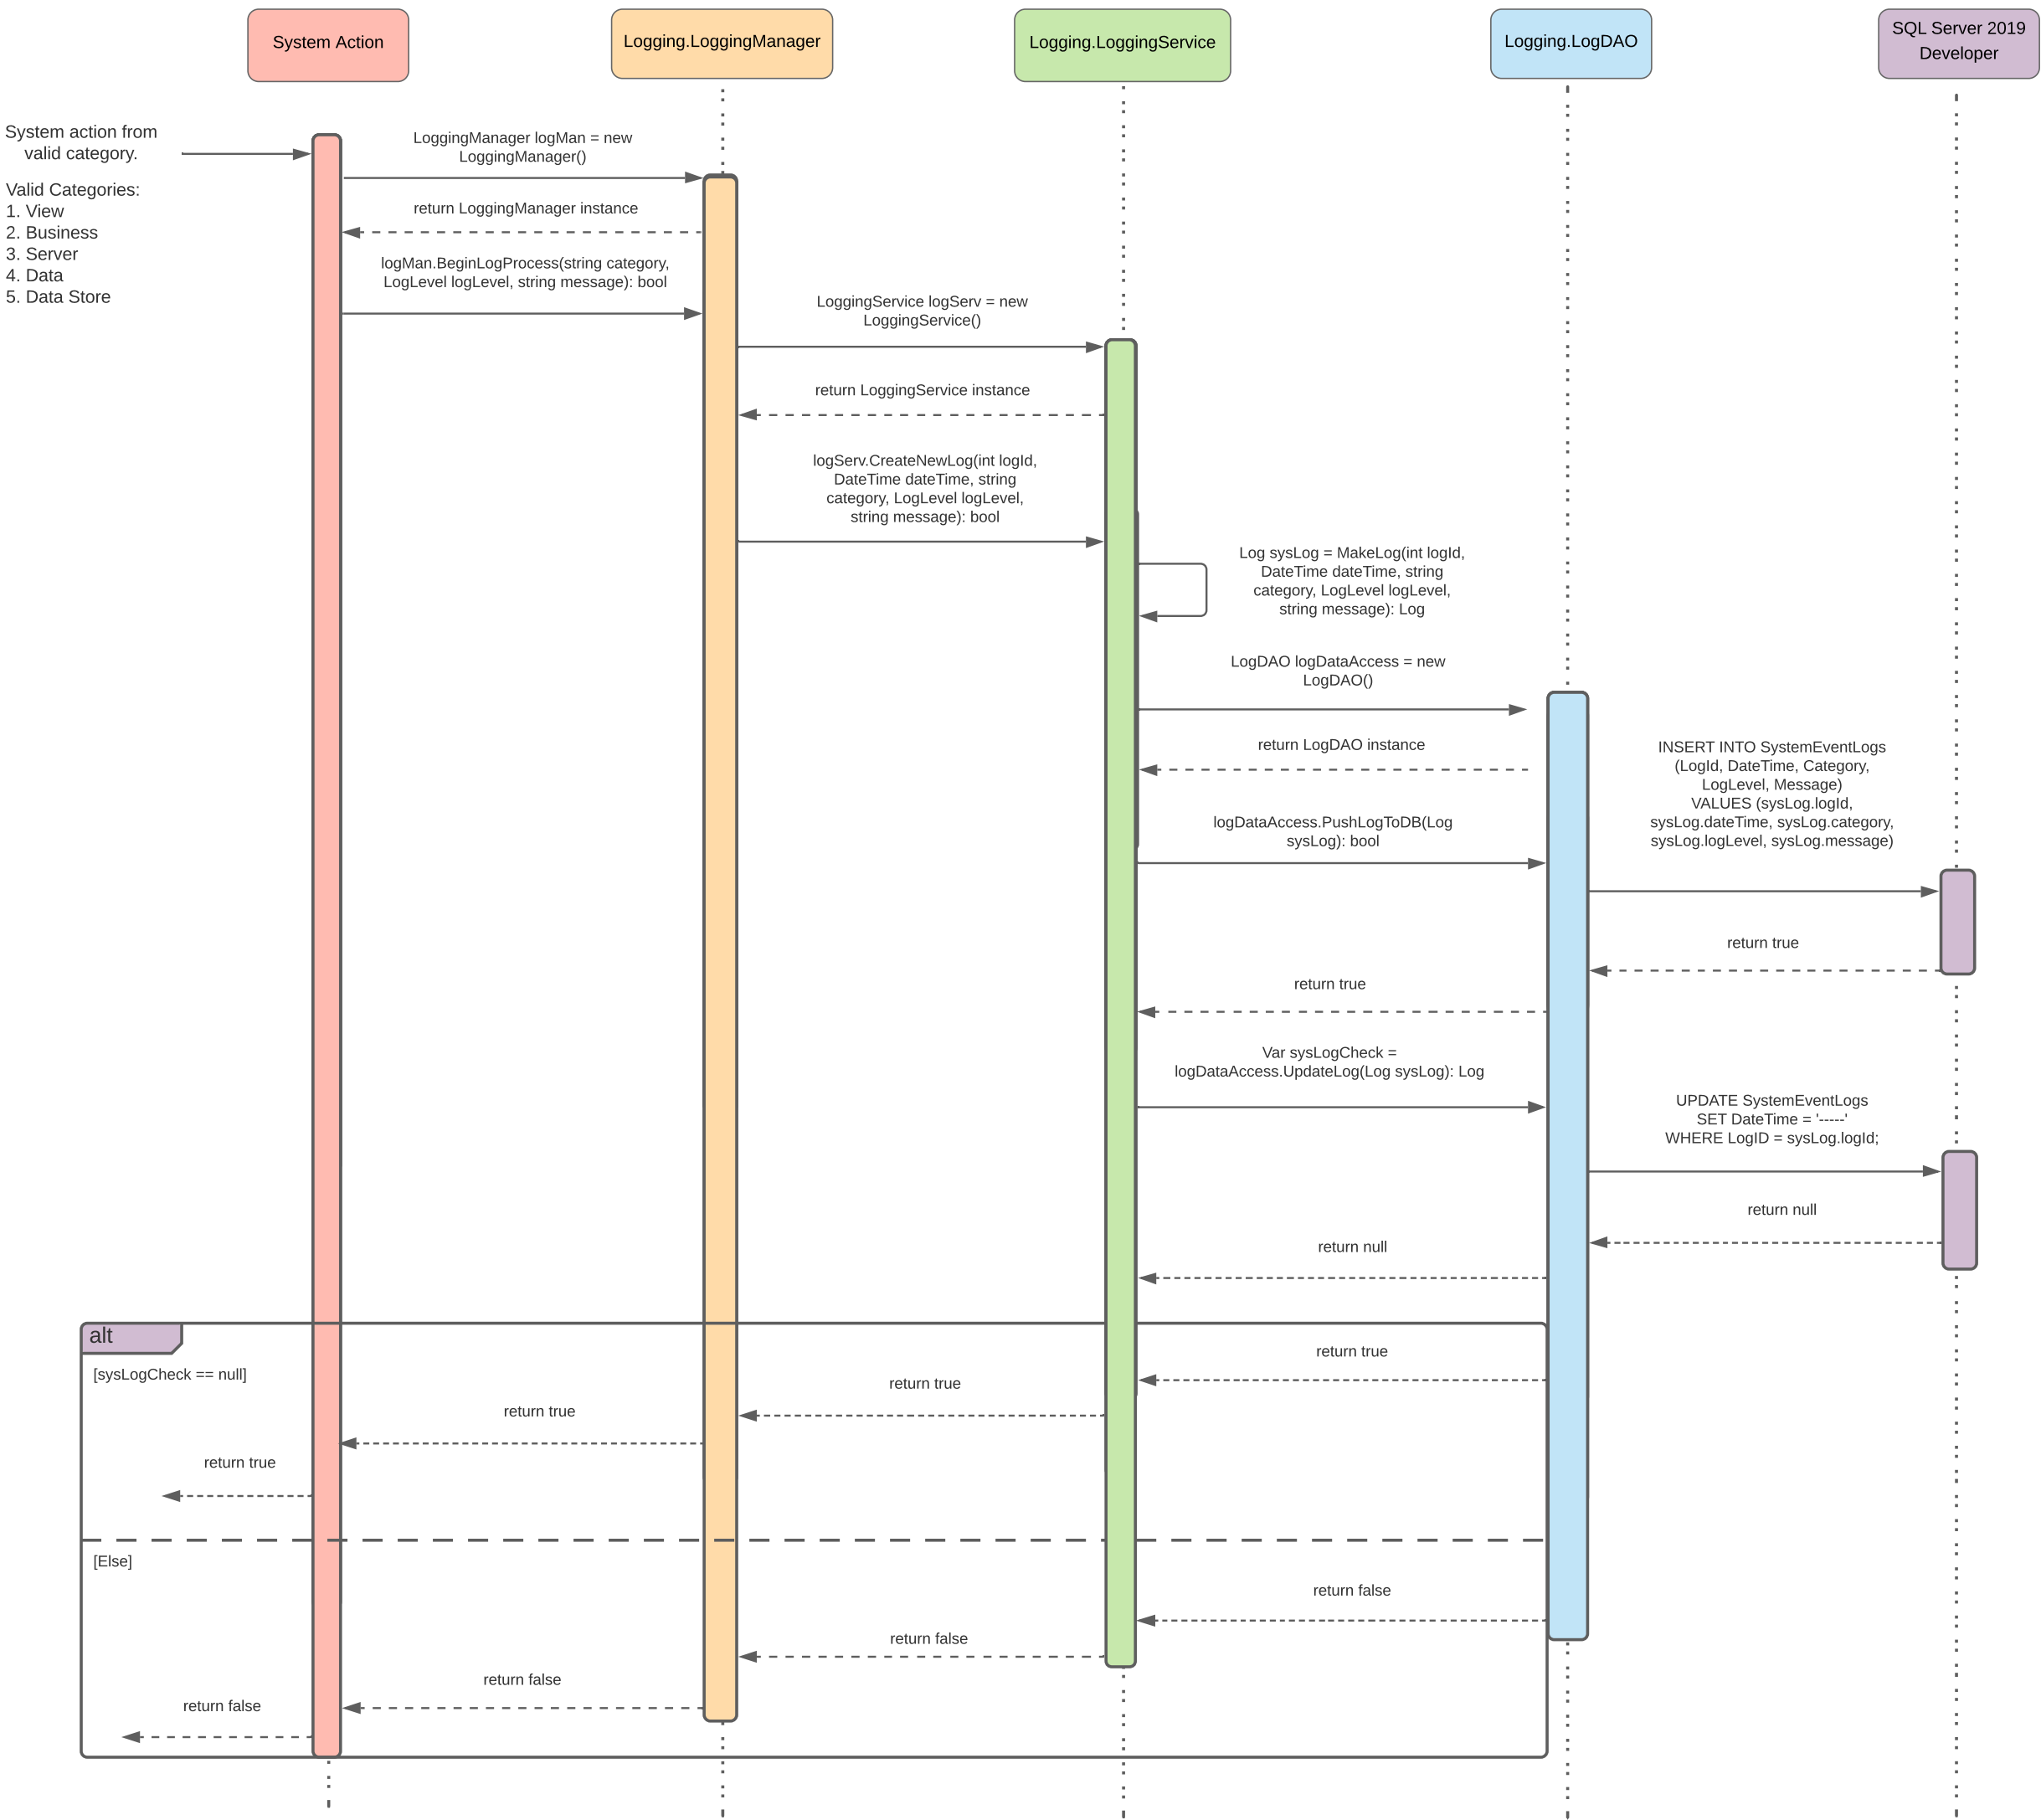 System Action
Logging.LoggingManager
Logging.LoggingService
Logging.LogDAO
SQL Server 2019
Developer
System action from
valid category.
Valid Categories:
1. View
2. Business
3. Server
4. Data
5. Data Store
LoggingManager logMan = new
LoggingManager()
return LoggingManager instance
logMan.BeginLogProcess(string category,
LogLevel logLevel, string message): bool
LoggingService logServ = new
LoggingService()
return LoggingService instance
logServ.CreateNewLog(int logId,
DateTime dateTime, string
category, LogLevel logLevel,
string message): bool
Log sysLog = MakeLog(int logId,
DateTime dateTime, string
category, LogLevel logLevel,
string message): Log
LogDAO logDataAccess = new
LogDAO()
return LogDAO instance
logDataAccess.PushLogToDB(Log
sysLog): bool
INSERT INTO SystemEventLogs
(LogId, DateTime, Category,
LogLevel, Message)
VALUES (sysLog.logId,
sysLog.dateTime, sysLog.category,
sysLog.logLevel, sysLog.message)
return true
return true
Var sysLogCheck =
logDataAccess.UpdateLog(Log sysLog): Log
UPDATE SystemEventLogs
SET DateTime = '-----'
WHERE LogID = sysLog.logId;
return null
return null
alt
[sysLogCheck == null]
return true
return true
return true
return true
[Else]
return false
return false
return false
return false